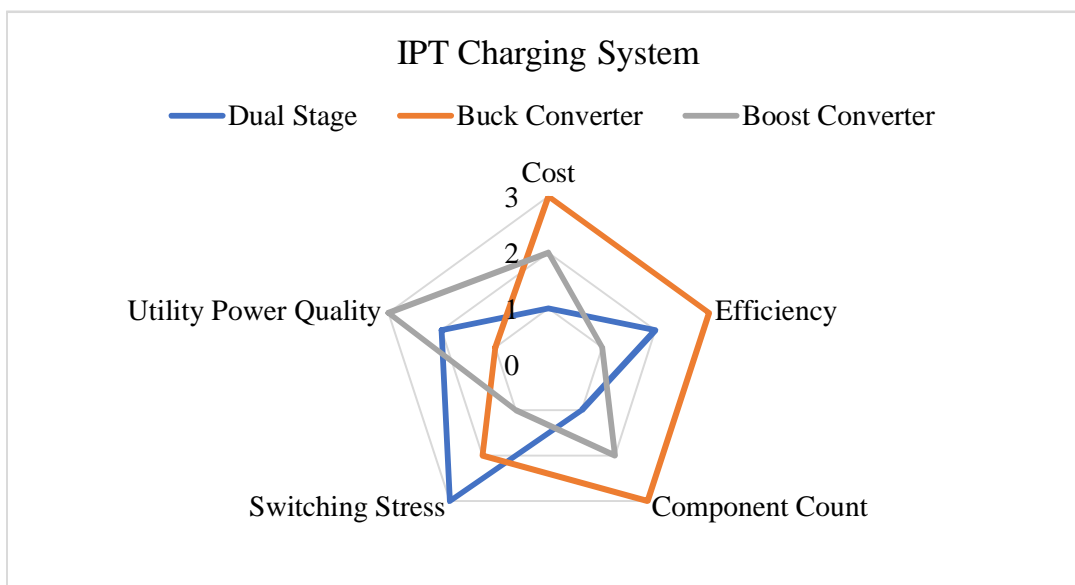 IPT Charging System
Dual Stage Buck Converter Boost Converter
Cost
3
2
Utility Power Quality 1 Efficiency
0
Switching Stress Component Count